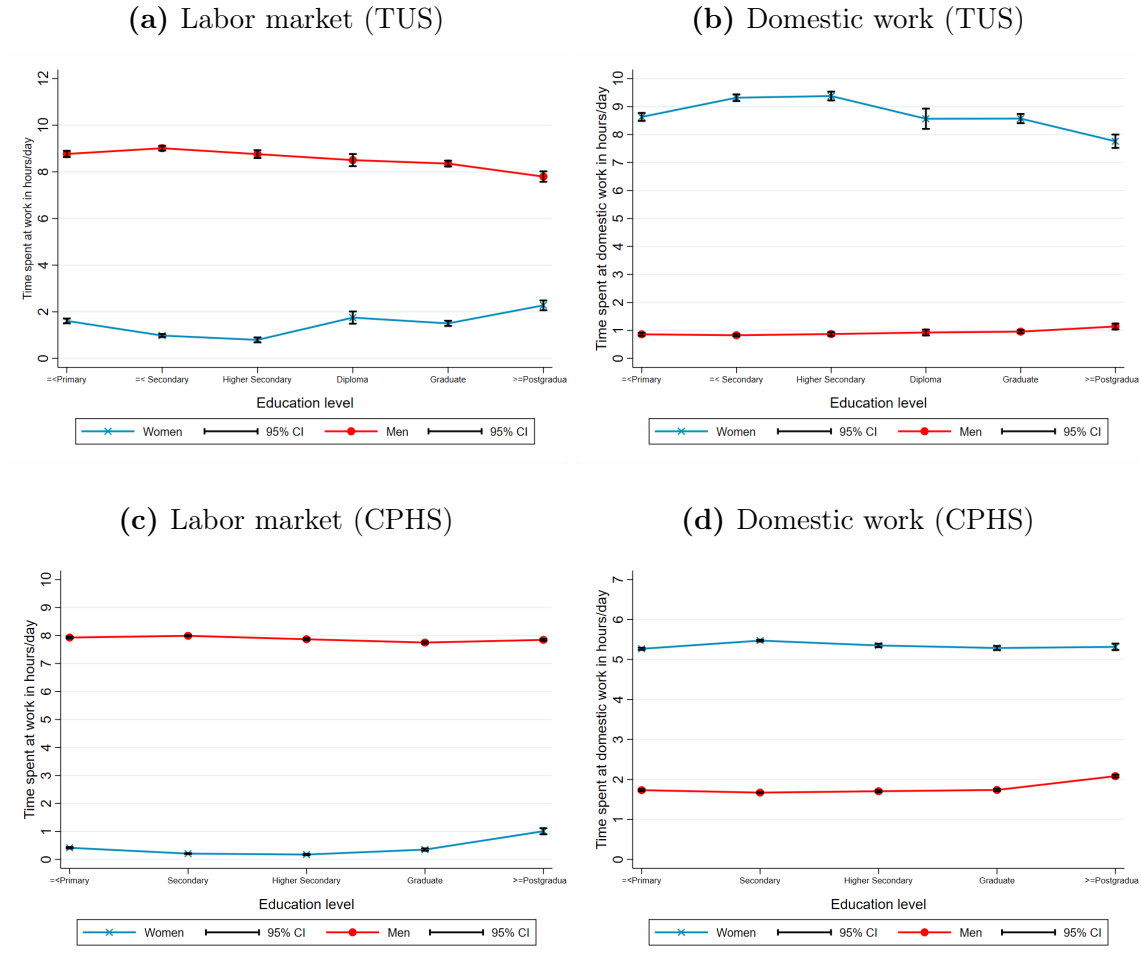 (a) Labor market (TUS)
(b) Domestic work (TUS)
Time spent at work in hours/day
12
10
8
6
4
2
0
=<Primary =< Secondary Higher Secondary Diploma Graduate >=Postgradua
Education level
Women 95% CI Men 95% CI
Time spent at domestic work in hours/day
10
9
8
7
6
5
4
3
2
1
0
=<Primary =< Secondary Higher Secondary Diploma Graduate >=Postgradua
Education level
Women 95% CI Men 95% CI
(c) Labor market (CPHS)
(d) Domestic work (CPHS)
Time spent at work in hours/day
10
9
8
7
6
5
4
3
2
1
0
=<Primary Secondary Higher Secondary Graduate >=Postgradua
Education level
Women 95% CI Men 95% CI
Time spent at domestic work in hours/day
7
6
5
4
3
2
1
0
=<Primary Secondary Higher Secondary Graduate >=Postgradua
Education level
Women 95% CI Men 95% CI